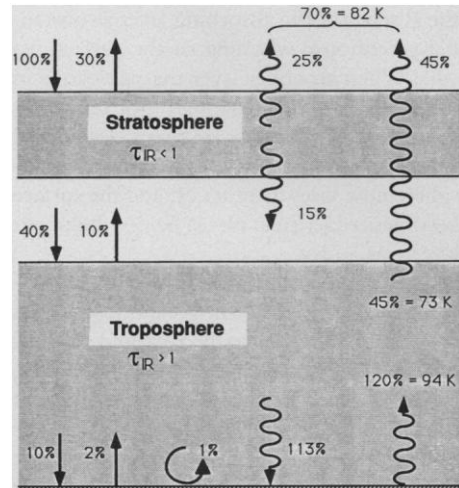 70% = 82 K
100%
30%
25%
45%
Stratosphere
τIR < 1
15%
40%
10%
45% = 73 K
Troposphere
τIR > 1
120% = 94 K
10%
2%
1%
113%